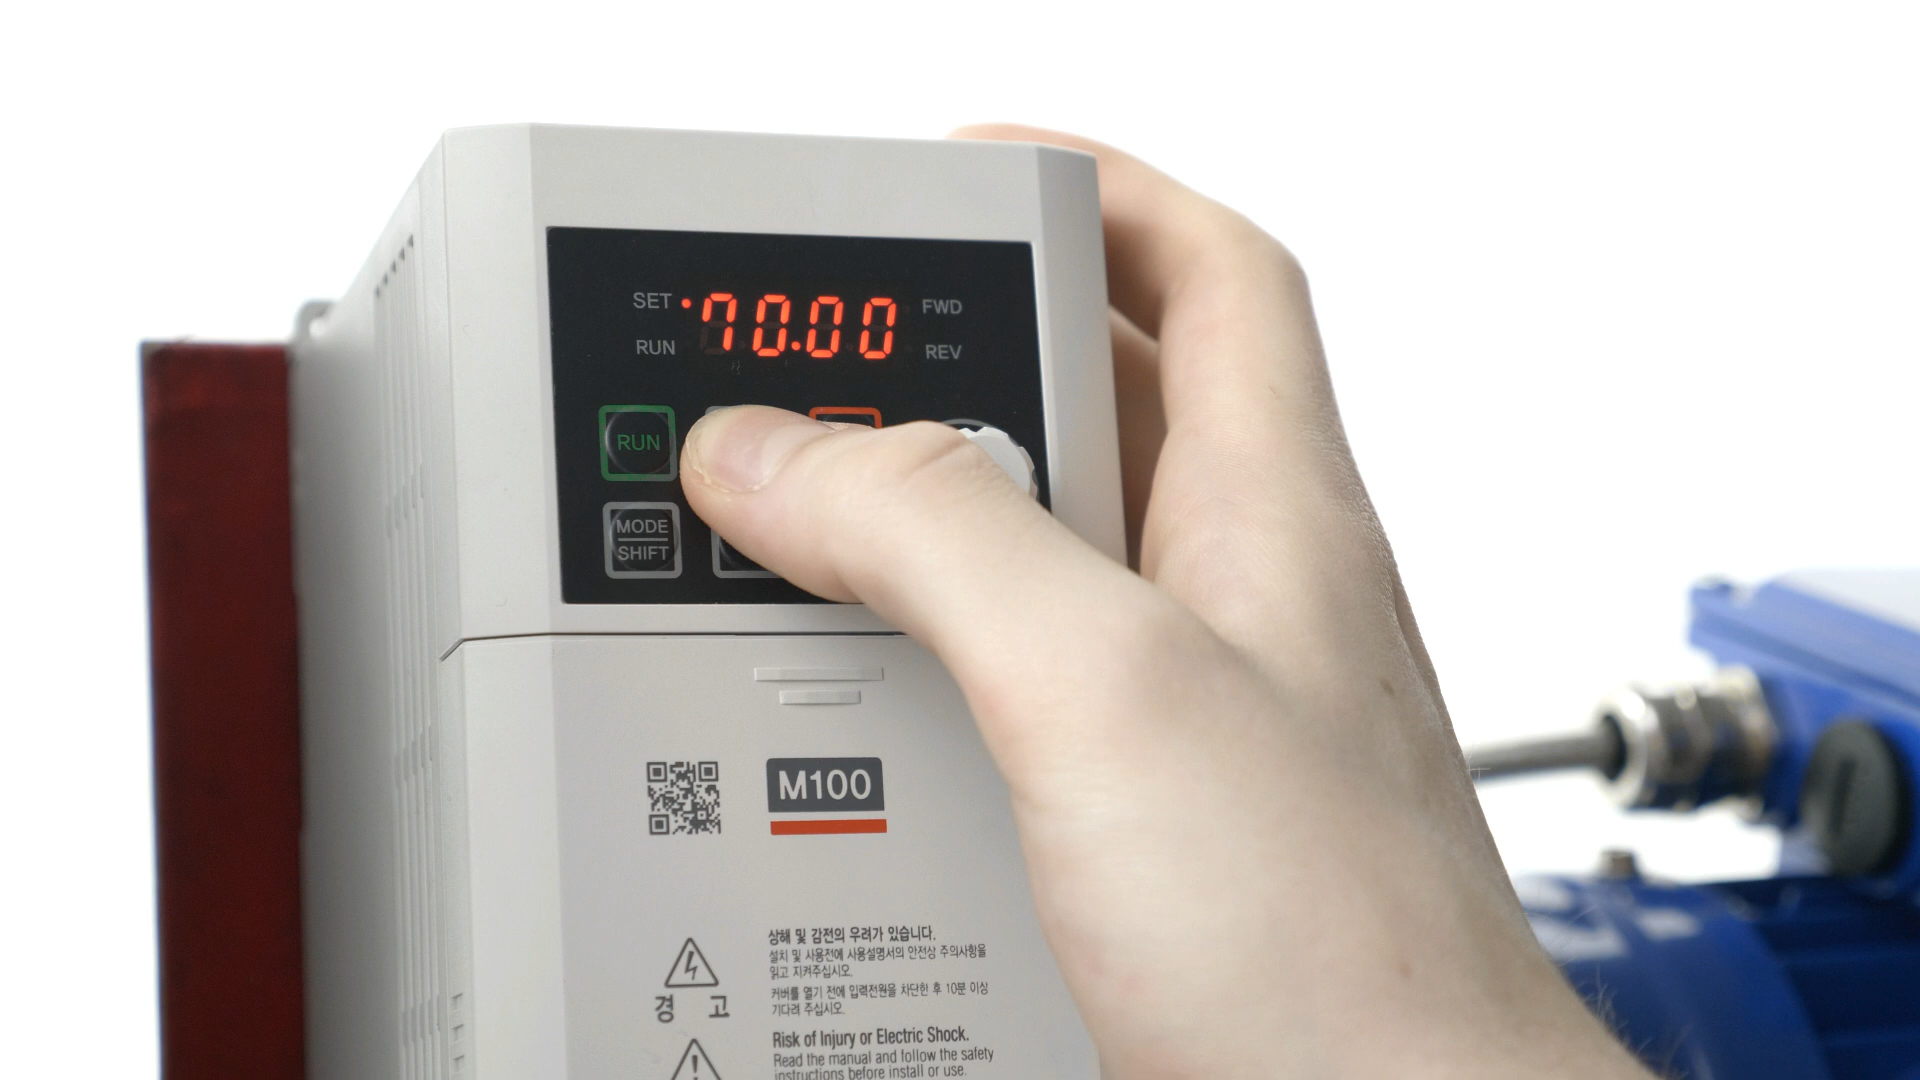 SET 70.00 FWD
RUN REV
RUN
MODE
SHIFT
M100
상해 및 감전의 우려가 있습니다.
설치 및 사용전에 사용설명서의 안전상 주의사항을
읽고 지켜주십시오.
커버를 열기 전에 입력전원을 차단한 후 10분 이상
기다려 주십시오.
경 고
Risk of Injury or Electric Shock.
Read the manual and follow the safety
instructions before install or use.